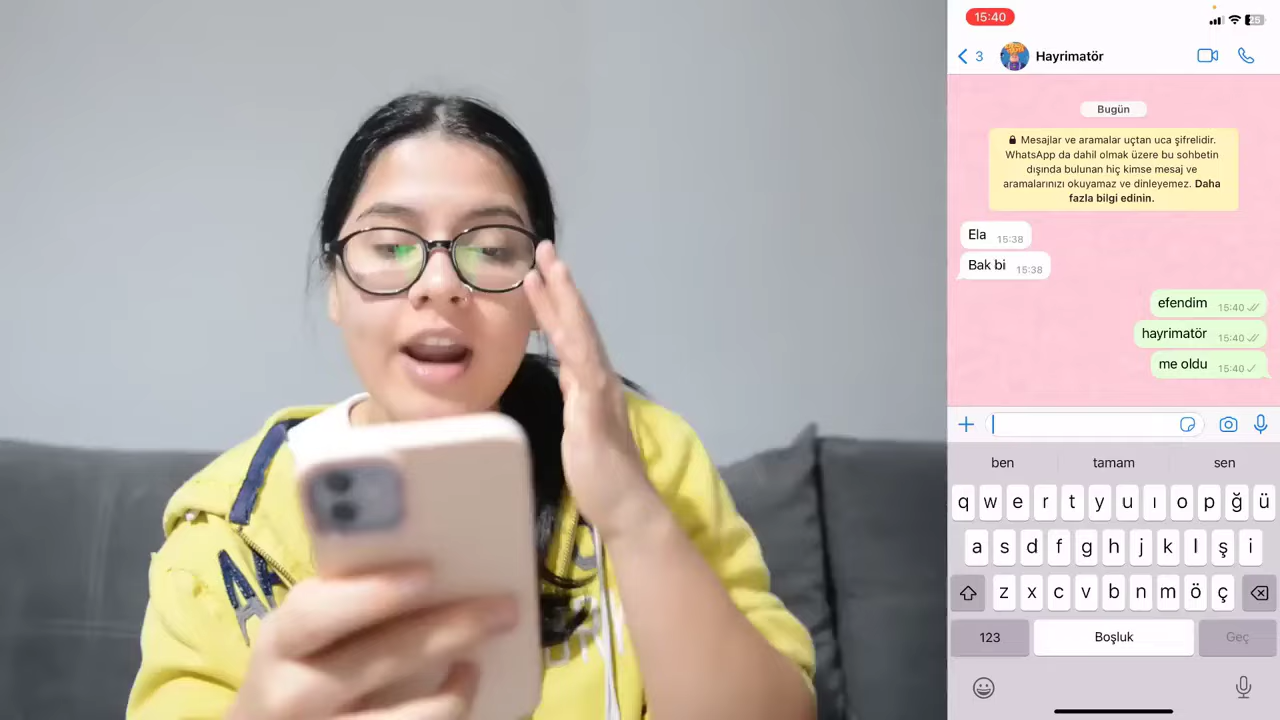 15:40
25
3
Hayrimatör
Bugün
Mesajlar ve aramalar uçtan uca şifrelidir.
WhatsApp da dahil olmak üzere bu sohbetin
dışında bulunan hiç kimse mesaj ve
aramalarınızı okuyamaz ve dinleyemez. Daha
fazla bilgi edinin.
Ela 15:38
Bak bi 15:38
efendim 15:40
hayrimatör 15:40
me oldu 15:40
ben tamam sen
q w e r t y u ı o p ğ ü
a s d f g h j k l ş i
z x c v b n m ö ç
123 Boşluk Geç